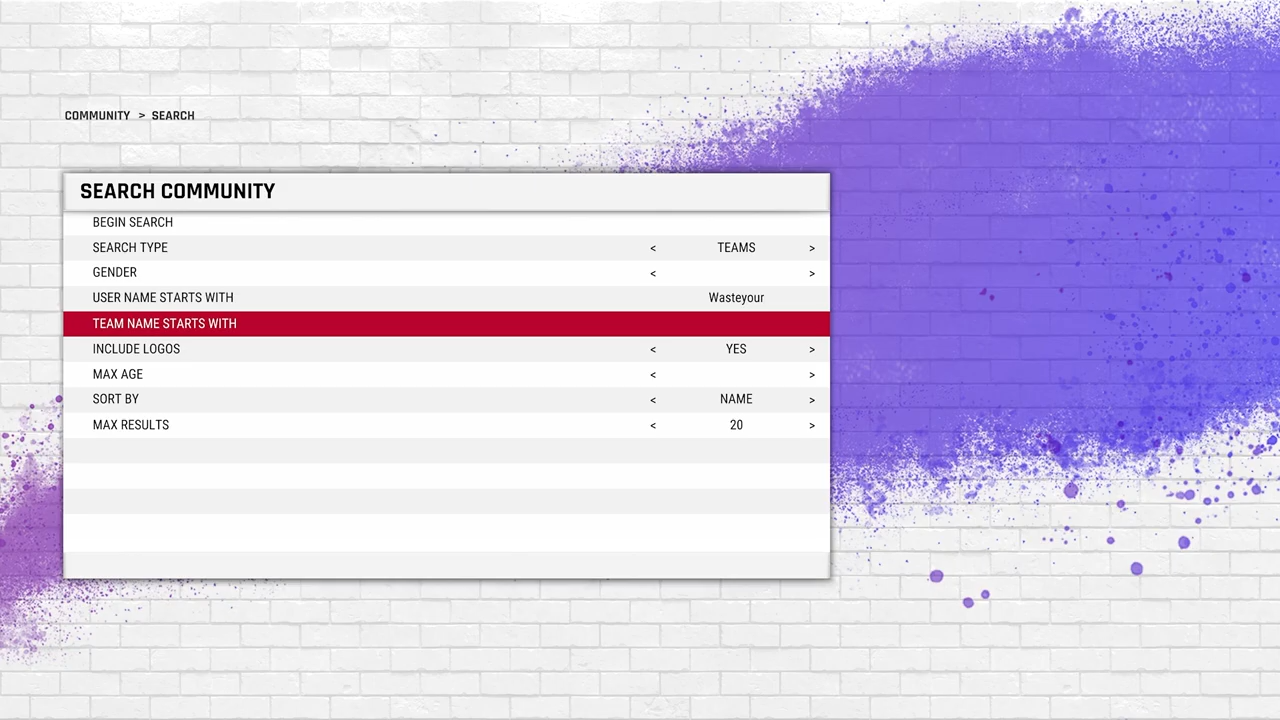 COMMUNITY > SEARCH
SEARCH COMMUNITY
BEGIN SEARCH
SEARCH TYPE < TEAMS >
GENDER < >
USER NAME STARTS WITH Wasteyour
TEAM NAME STARTS WITH
INCLUDE LOGOS < YES >
MAX AGE < >
SORT BY < NAME >
MAX RESULTS < 20 >